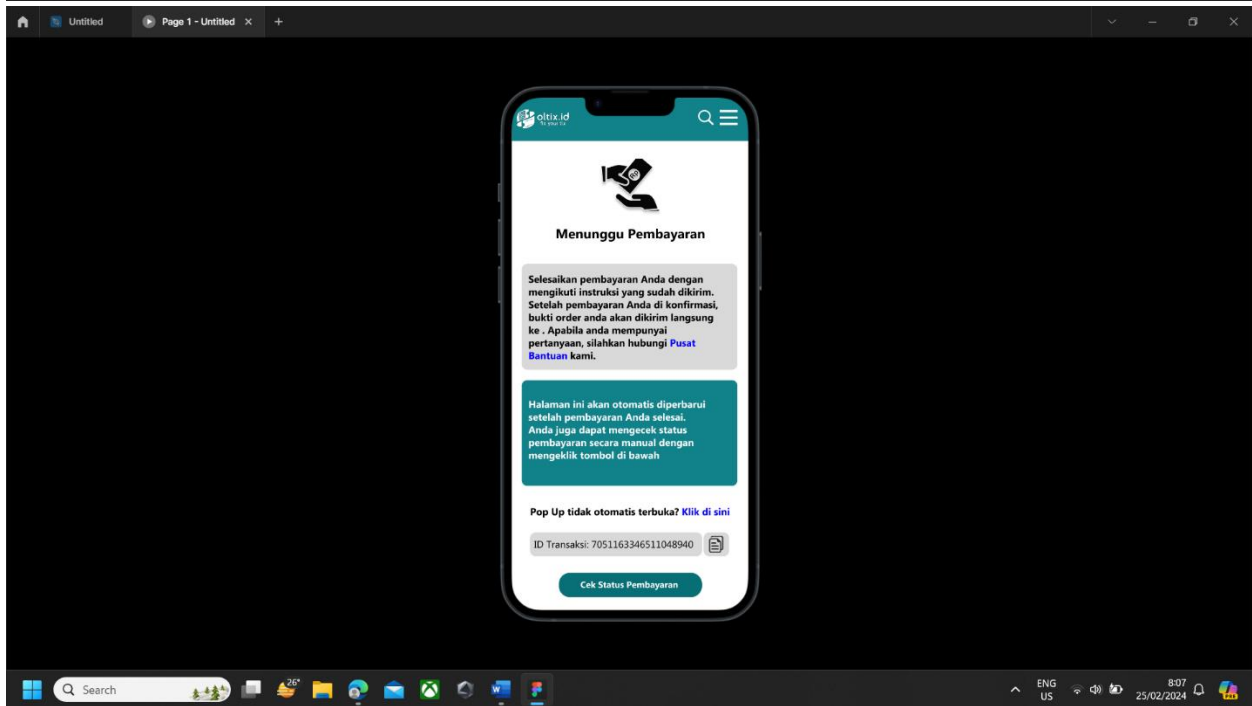 Untitled
Page 1 - Untitled
oltix.id
Menunggu Pembayaran
Selesaikan pembayaran Anda dengan
mengikuti instruksi yang sudah dikirim.
Setelah pembayaran Anda di konfirmasi,
bukti order anda akan dikirim langsung
ke . Apabila anda mempunyai
pertanyaan, silahkan hubungi Pusat
Bantuan kami.
Halaman ini akan otomatis diperbarui
setelah pembayaran Anda selesai.
Anda juga dapat mengecek status
pembayaran secara manual dengan
mengeklik tombol di bawah
Pop Up tidak otomatis terbuka? Klik di sini
ID Transaksi: 7051163346511048940
Cek Status Pembayaran
Search
26°
ENG
US
8:07
25/02/2024